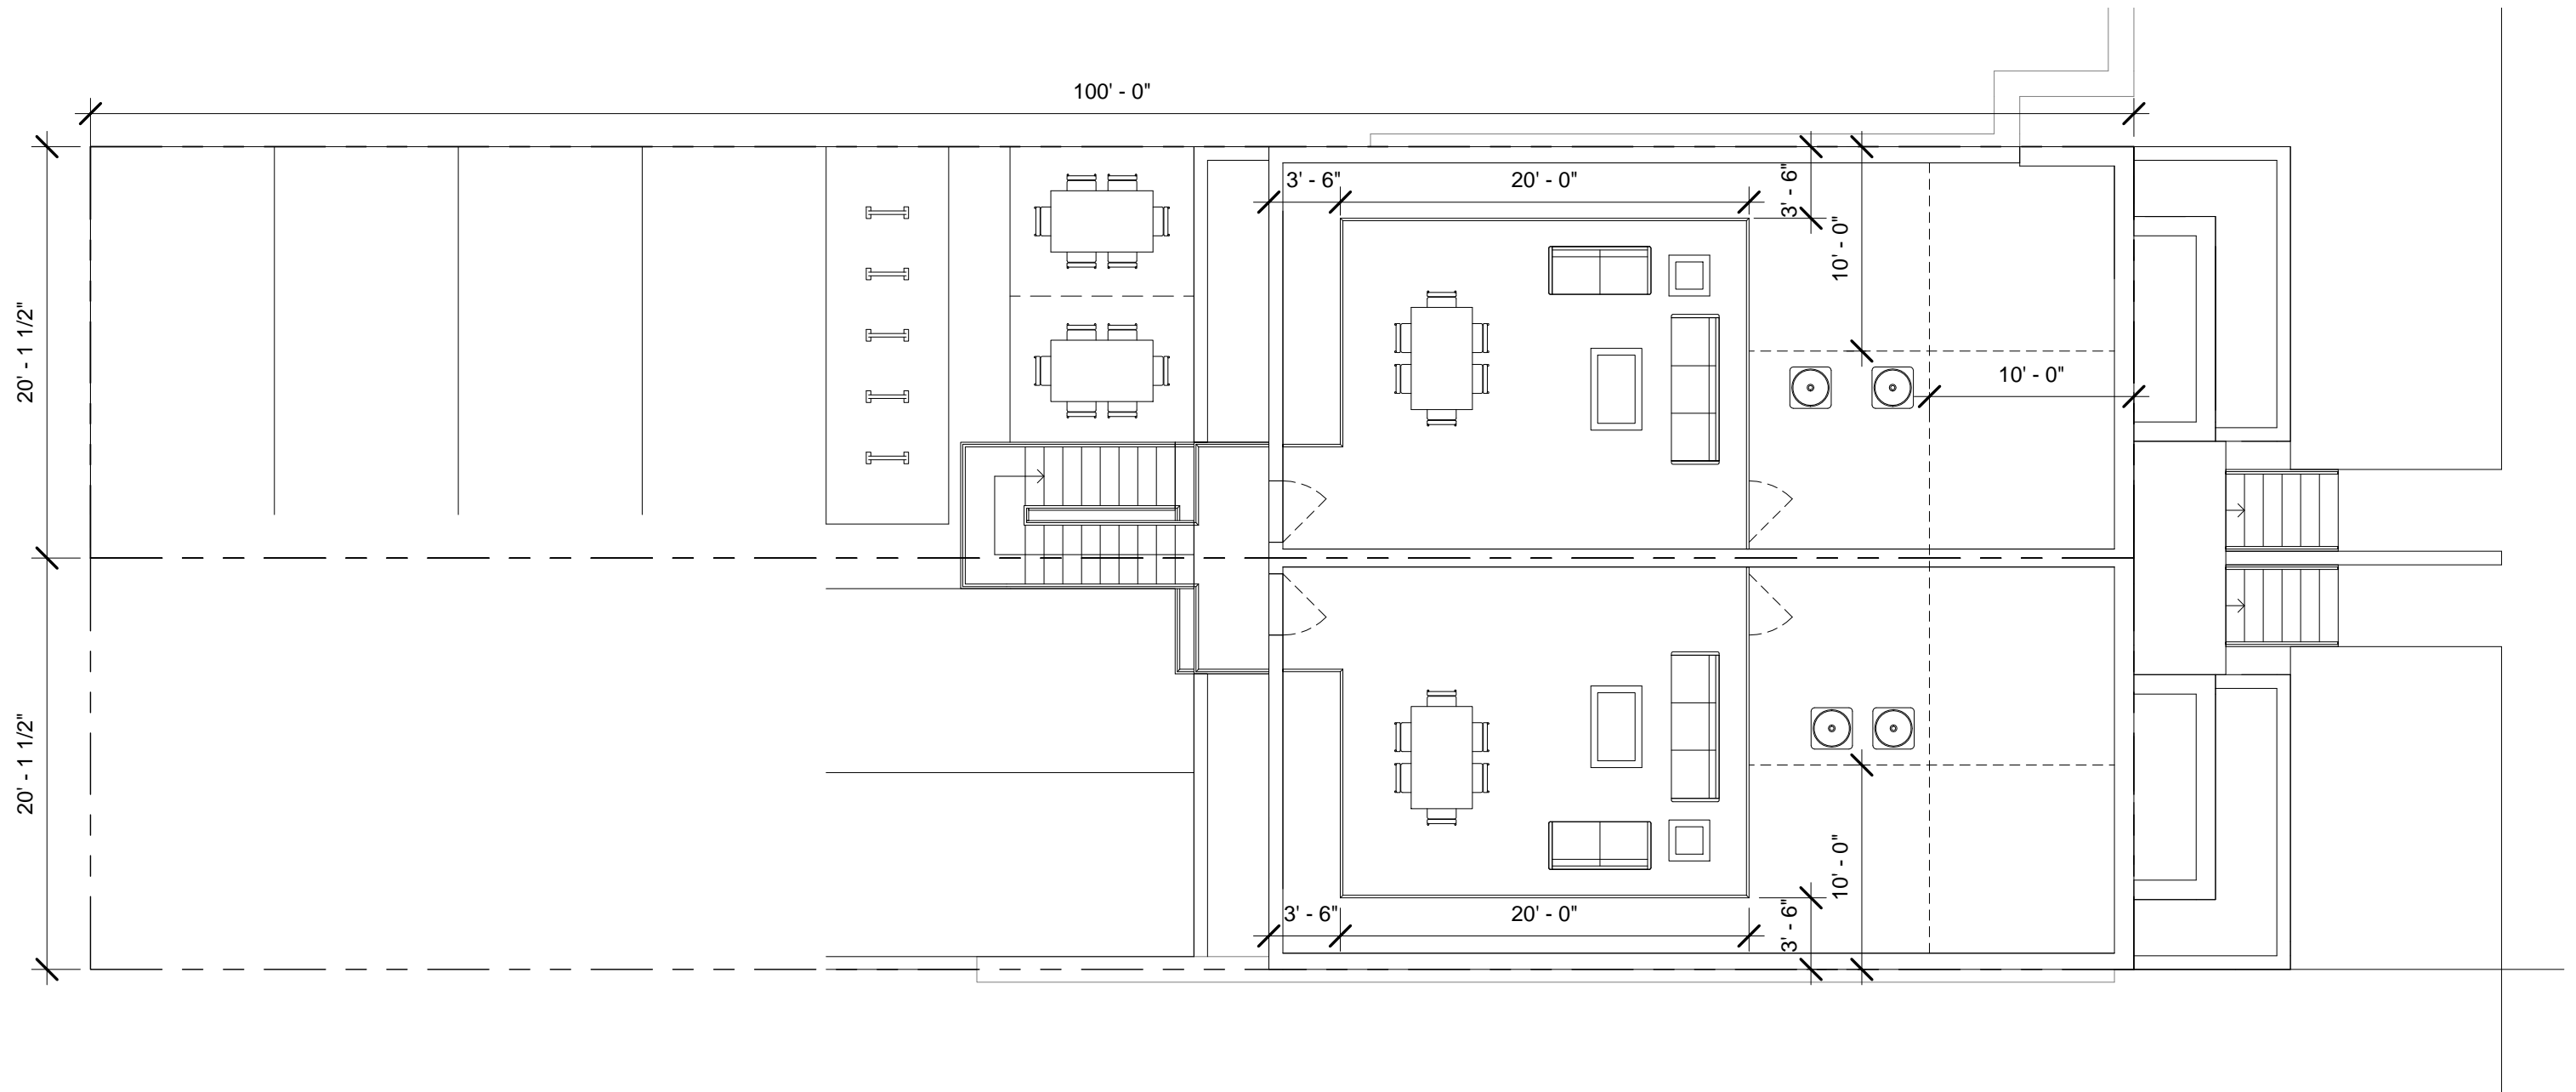 100' - 0"
3' - 6"
20' - 0"
3' - 6"
10' - 0"
20' - 1 1/2"
10' - 0"
20' - 1 1/2"
10' - 0"
3' - 6"
20' - 0"
3' - 6"